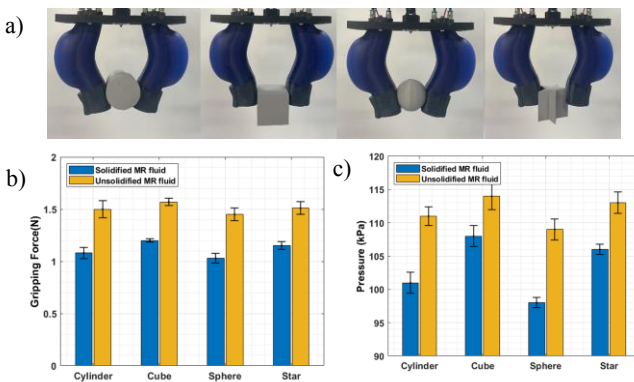 a)
b)
2
1.5
1
0.5
0
Gripping Force(N)
Solidified MR fluid
Unsolidified MR fluid
Cylinder Cube Sphere Star
c)
120
115
110
105
100
95
90
Pressure (kPa)
Solidified MR fluid
Unsolidified MR fluid
Cylinder Cube Sphere Star